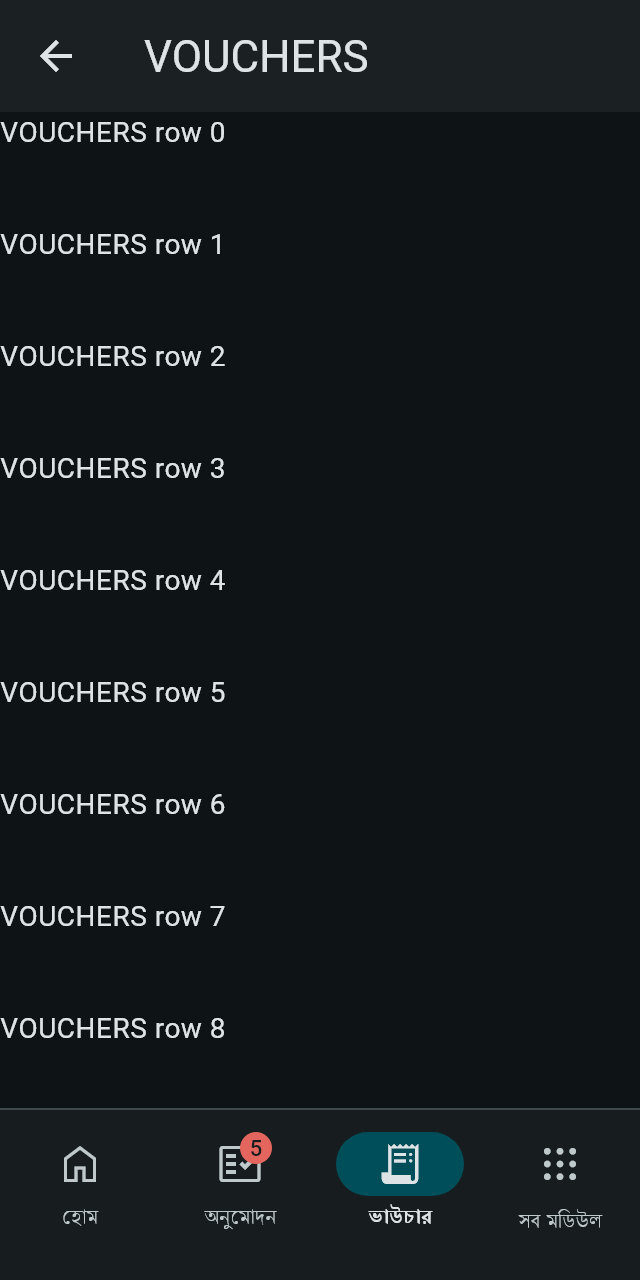 VOUCHERS
VOUCHERS row 0
VOUCHERS row 1
VOUCHERS row 2
VOUCHERS row 3
VOUCHERS row 4
VOUCHERS row 5
VOUCHERS row 6
VOUCHERS row 7
VOUCHERS row 8
5
হোম অনুমোদন ভাউচার সব মডিউল